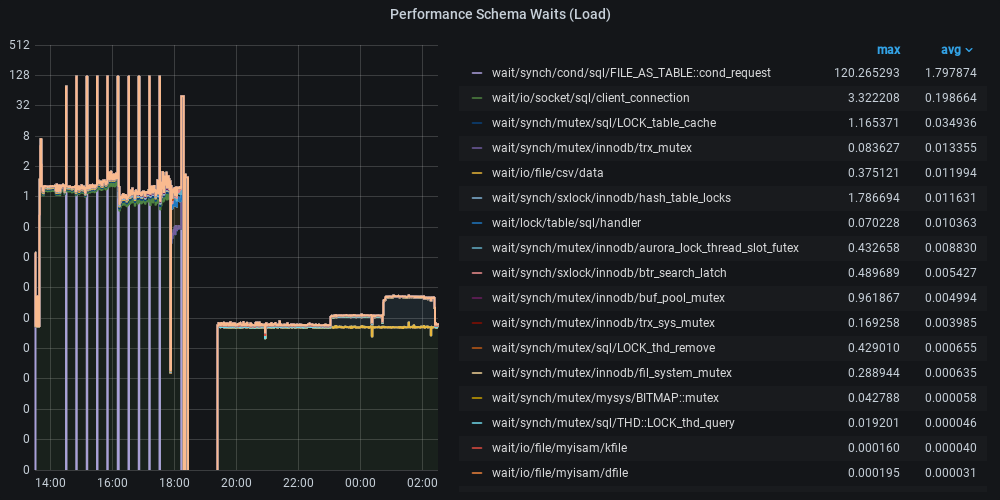 Performance Schema Waits (Load)
512
128
32
8
2
1
0
0
0
0
0
0
0
0
0
14:00 16:00 18:00 20:00 22:00 00:00 02:00
max avg
wait/synch/cond/sql/FILE_AS_TABLE::cond_request 120.265293 1.797874
wait/io/socket/sql/client_connection 3.322208 0.198664
wait/synch/mutex/sql/LOCK_table_cache 1.165371 0.034936
wait/synch/mutex/innodb/trx_mutex 0.083627 0.013355
wait/io/file/csv/data 0.375121 0.011994
wait/synch/sxlock/innodb/hash_table_locks 1.786694 0.011631
wait/lock/table/sql/handler 0.070228 0.010363
wait/synch/mutex/innodb/aurora_lock_thread_slot_futex 0.432658 0.008830
wait/synch/sxlock/innodb/btr_search_latch 0.489689 0.005427
wait/synch/mutex/innodb/buf_pool_mutex 0.961867 0.004994
wait/synch/mutex/innodb/trx_sys_mutex 0.169258 0.003985
wait/synch/mutex/sql/LOCK_thd_remove 0.429010 0.000655
wait/synch/mutex/innodb/fil_system_mutex 0.288944 0.000635
wait/synch/mutex/mysys/BITMAP::mutex 0.042788 0.000058
wait/synch/mutex/sql/THD::LOCK_thd_query 0.019201 0.000046
wait/io/file/myisam/kfile 0.000160 0.000040
wait/io/file/myisam/dfile 0.000195 0.000031